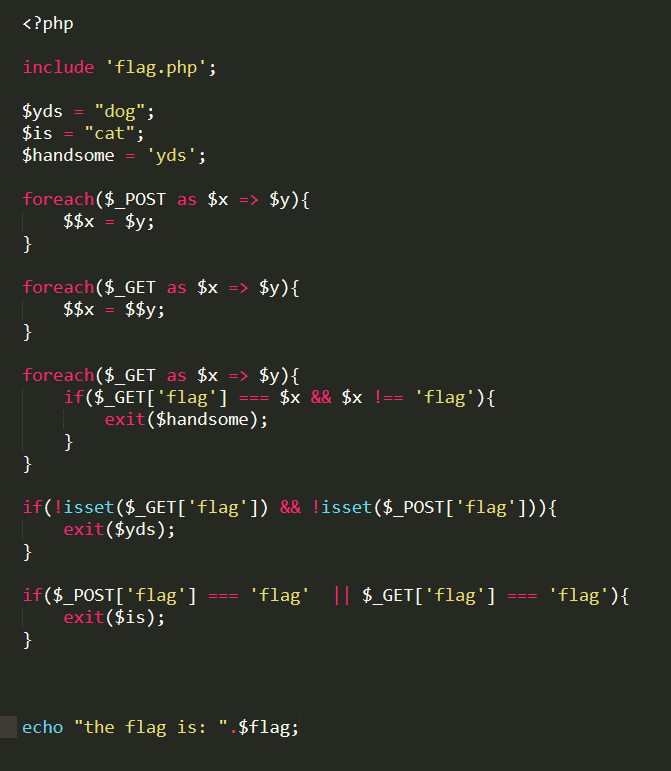 <?php
include 'flag.php';
$yds = "dog";
$is = "cat";
$handsome = 'yds';
foreach($_POST as $x => $y){
    $$x = $y;
}
foreach($_GET as $x => $y){
    $$x = $$y;
}
foreach($_GET as $x => $y){
    if($_GET['flag'] === $x && $x !== 'flag'){
        exit($handsome);
    }
}
if(!isset($_GET['flag']) && !isset($_POST['flag'])){
    exit($yds);
}
if($_POST['flag'] === 'flag'  || $_GET['flag'] === 'flag'){
    exit($is);
}
echo "the flag is: ".$flag;